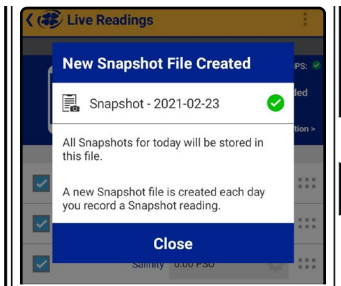 Live Readings
PS: 
New Snapshot File Created
ded
Snapshot - 2021-02-23
tion >
All Snapshots for today will be stored in
this file.
A new Snapshot file is created each day
you record a Snapshot reading.
Close
Salinity 0.00 PSU